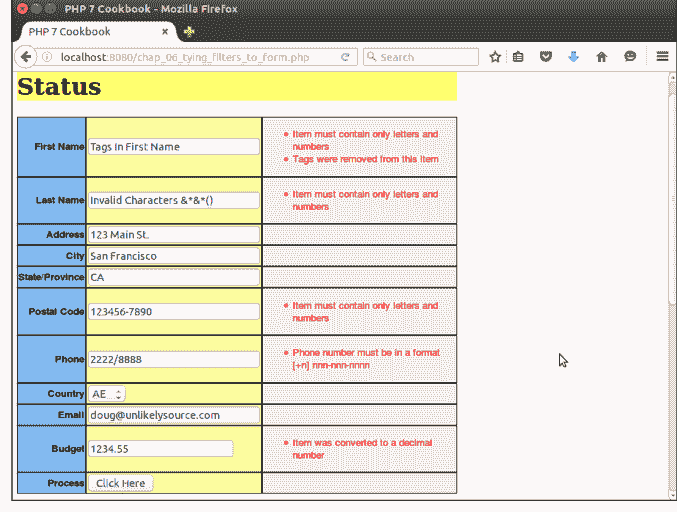 PHP 7 Cookbook - Mozilla Firefox
PHP 7 Cookbook ×
localhost:8080/chap_06_tying_filters_to_form.php Search
Status
First Name Tags in First Name
Item must contain only letters and
numbers
Tags were removed from this item
Last Name Invalid Characters &*&*()
Item must contain only letters and
numbers
Address 123 Main St.
City San Francisco
State/Province CA
Postal Code 123456-7890
Item must contain only letters and
numbers
Phone 2222/8888
Phone number must be in a format
[+n] nnn-nnn-nnnn
Country AE
Email doug@unlikelysource.com
Budget 1234.55
Item was converted to a decimal
number
Process Click Here